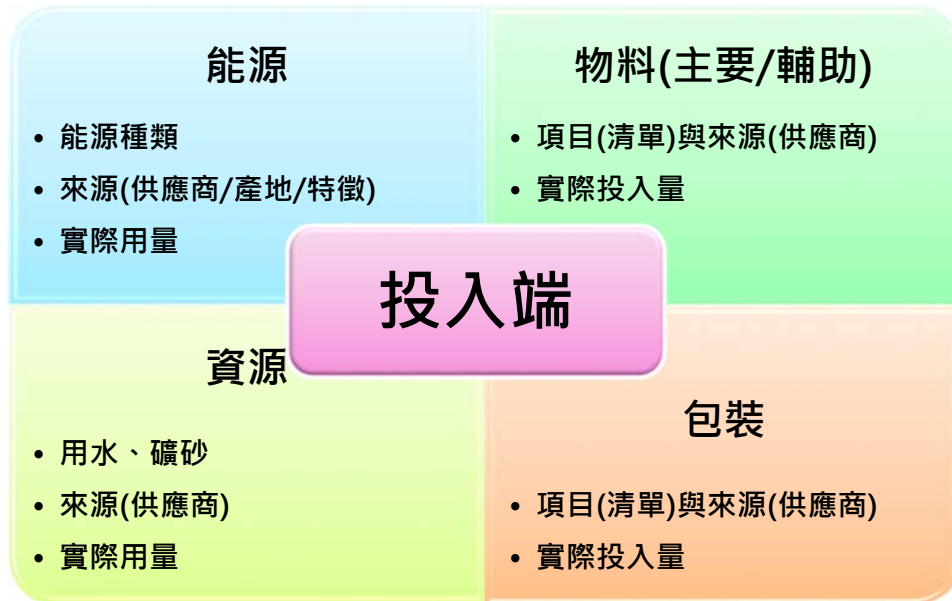 能源
• 能源種類
• 來源(供應商/產地/特徵)
• 實際用量
物料(主要/輔助)
• 項目(清單)與來源(供應商)
• 實際投入量
投入端
資源
• 用水、礦砂
• 來源(供應商)
• 實際用量
包裝
• 項目(清單)與來源(供應商)
• 實際投入量